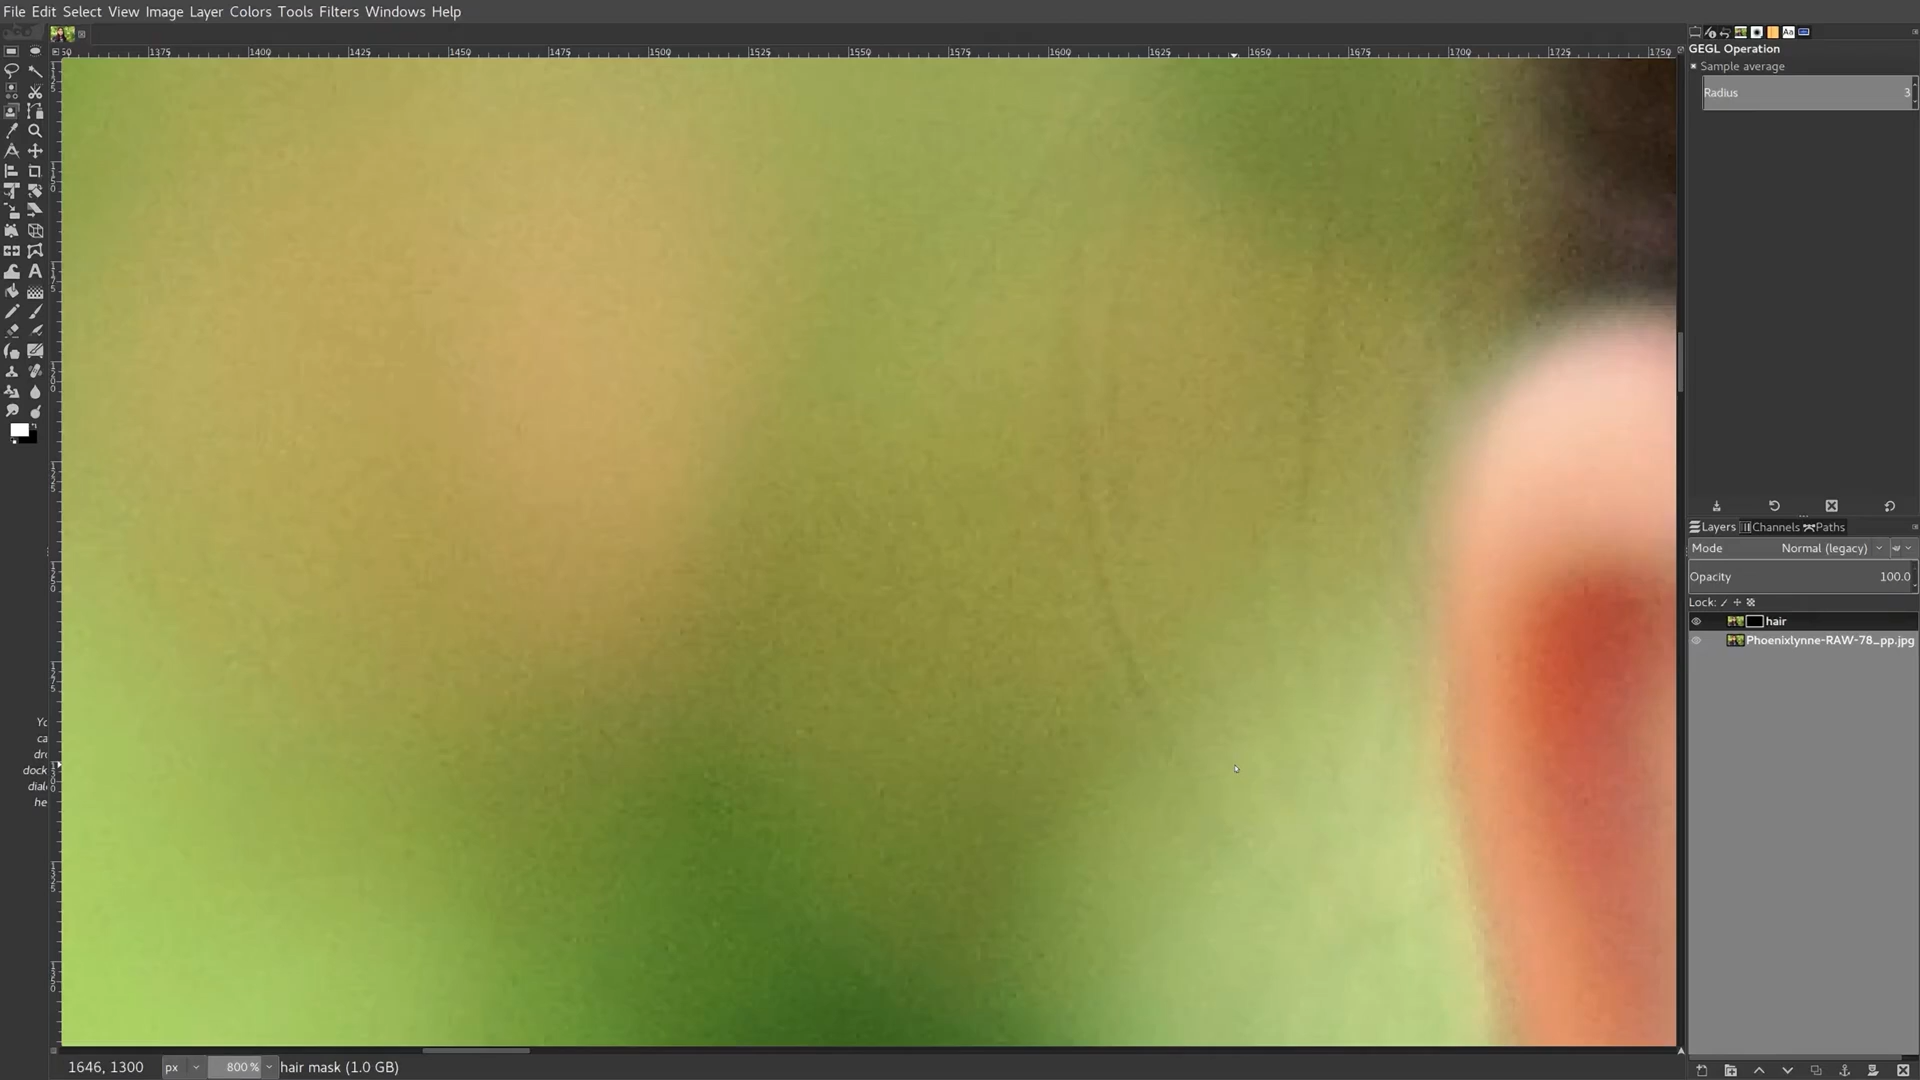 File Edit Select View Image Layer Colors Tools Filters Windows Help
1375 1400 1425 1450 1475 1500 1525 1550 1575 1600 1625 1650 1675 1700 1725 1750
GEGL Operation
Sample average
Radius 3
Layers Channels Paths
Mode Normal (legacy)
Opacity 100.0
Lock:
hair
Phoenixlynne-RAW-78_pp.jpg
1646, 1300 px 800% hair mask (1.0 GB)